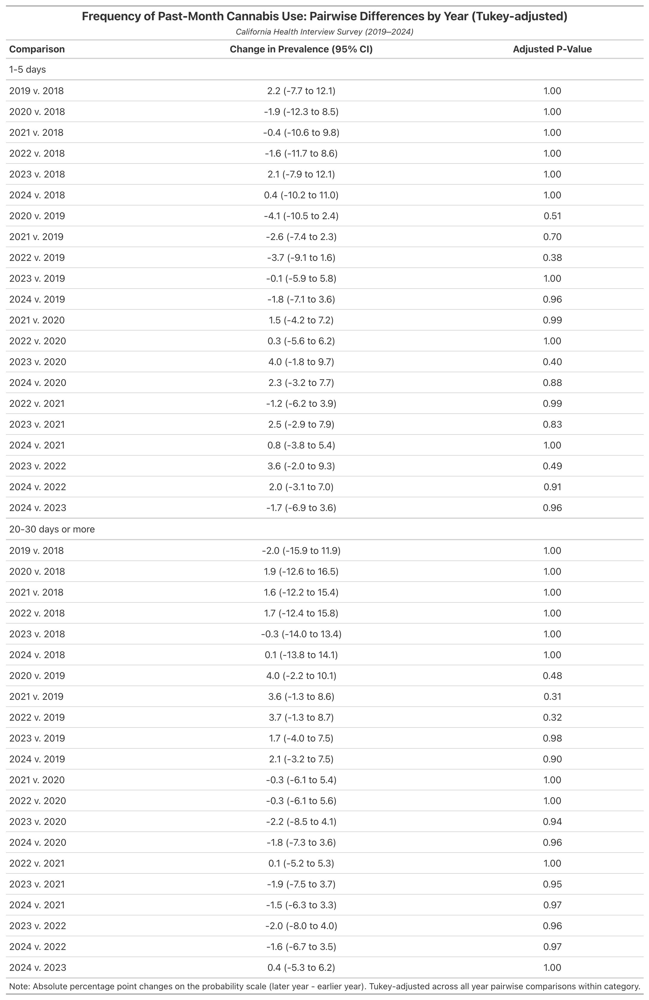 Frequency of Past-Month Cannabis Use: Pairwise Differences by Year (Tukey-adjusted)
California Health Interview Survey (2019–2024)
Comparison Change in Prevalence (95% CI) Adjusted P-Value
1-5 days
2019 v. 2018 2.2 (-7.7 to 12.1) 1.00
2020 v. 2018 -1.9 (-12.3 to 8.5) 1.00
2021 v. 2018 -0.4 (-10.6 to 9.8) 1.00
2022 v. 2018 -1.6 (-11.7 to 8.6) 1.00
2023 v. 2018 2.1 (-7.9 to 12.1) 1.00
2024 v. 2018 0.4 (-10.2 to 11.0) 1.00
2020 v. 2019 -4.1 (-10.5 to 2.4) 0.51
2021 v. 2019 -2.6 (-7.4 to 2.3) 0.70
2022 v. 2019 -3.7 (-9.1 to 1.6) 0.38
2023 v. 2019 -0.1 (-5.9 to 5.8) 1.00
2024 v. 2019 -1.8 (-7.1 to 3.6) 0.96
2021 v. 2020 1.5 (-4.2 to 7.2) 0.99
2022 v. 2020 0.3 (-5.6 to 6.2) 1.00
2023 v. 2020 4.0 (-1.8 to 9.7) 0.40
2024 v. 2020 2.3 (-3.2 to 7.7) 0.88
2022 v. 2021 -1.2 (-6.2 to 3.9) 0.99
2023 v. 2021 2.5 (-2.9 to 7.9) 0.83
2024 v. 2021 0.8 (-3.8 to 5.4) 1.00
2023 v. 2022 3.6 (-2.0 to 9.3) 0.49
2024 v. 2022 2.0 (-3.1 to 7.0) 0.91
2024 v. 2023 -1.7 (-6.9 to 3.6) 0.96
20-30 days or more
2019 v. 2018 -2.0 (-15.9 to 11.9) 1.00
2020 v. 2018 1.9 (-12.6 to 16.5) 1.00
2021 v. 2018 1.6 (-12.2 to 15.4) 1.00
2022 v. 2018 1.7 (-12.4 to 15.8) 1.00
2023 v. 2018 -0.3 (-14.0 to 13.4) 1.00
2024 v. 2018 0.1 (-13.8 to 14.1) 1.00
2020 v. 2019 4.0 (-2.2 to 10.1) 0.48
2021 v. 2019 3.6 (-1.3 to 8.6) 0.31
2022 v. 2019 3.7 (-1.3 to 8.7) 0.32
2023 v. 2019 1.7 (-4.0 to 7.5) 0.98
2024 v. 2019 2.1 (-3.2 to 7.5) 0.90
2021 v. 2020 -0.3 (-6.1 to 5.4) 1.00
2022 v. 2020 -0.3 (-6.1 to 5.6) 1.00
2023 v. 2020 -2.2 (-8.5 to 4.1) 0.94
2024 v. 2020 -1.8 (-7.3 to 3.6) 0.96
2022 v. 2021 0.1 (-5.2 to 5.3) 1.00
2023 v. 2021 -1.9 (-7.5 to 3.7) 0.95
2024 v. 2021 -1.5 (-6.3 to 3.3) 0.97
2023 v. 2022 -2.0 (-8.0 to 4.0) 0.96
2024 v. 2022 -1.6 (-6.7 to 3.5) 0.97
2024 v. 2023 0.4 (-5.3 to 6.2) 1.00
Note: Absolute percentage point changes on the probability scale (later year - earlier year). Tukey-adjusted across all year pairwise comparisons within category.